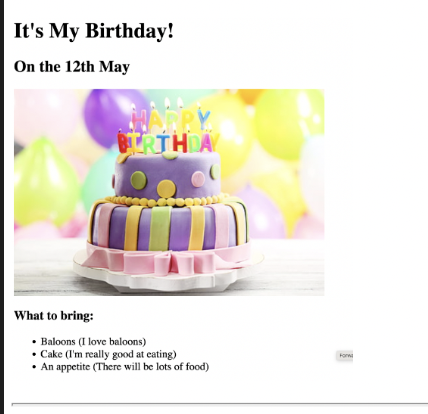 It's My Birthday!
On the 12th May
HAPPY
BIRTHDAY
What to bring:
Baloons (I love baloons)
Cake (I'm really good at eating)
An appetite (There will be lots of food)